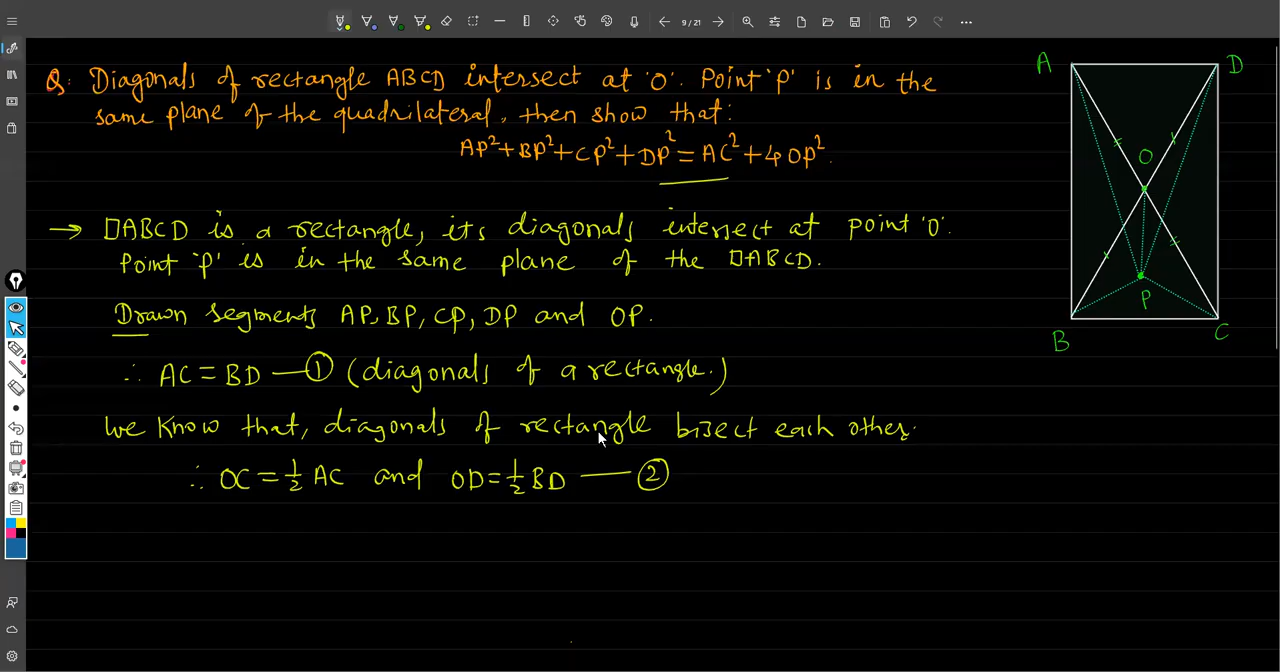 9/21
Q. Diagonals of rectangle ABCD intersect at 'O'. Point 'P' is in the
same plane of the quadrilateral, then show that:
AP²+BP²+CP²+DP²=AC²+4OP².
→ □ABCD is a rectangle, its diagonals intersect at point 'O'.
Point 'P' is in the same plane of the □ABCD.
Drawn segments AP, BP, CP, DP and OP.
∴ AC=BD —① (diagonals of a rectangle.)
We know that, diagonals of rectangle bisect each other.
∴ OC=½ AC and OD=½ BD —②
A
D
O
P
B
C